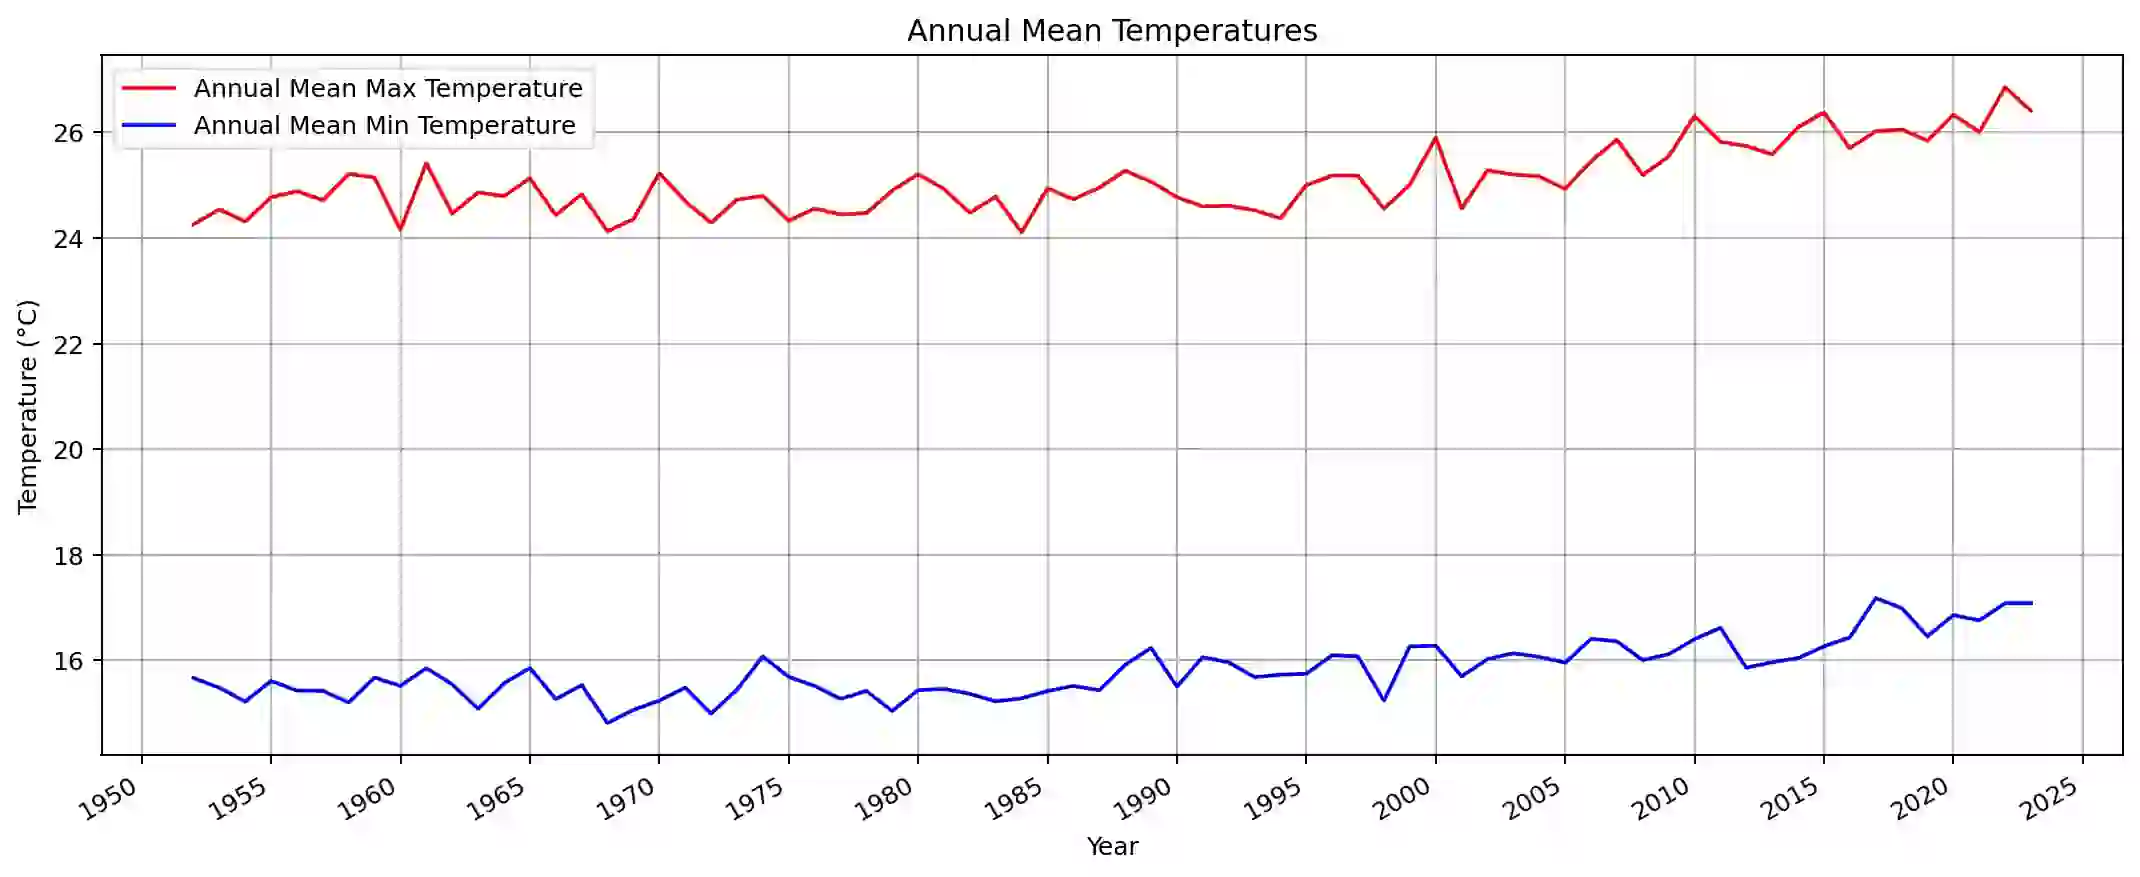 Annual Mean Temperatures
Annual Mean Max Temperature
Annual Mean Min Temperature
Temperature (°C)
26
24
22
20
18
16
1950 1955 1960 1965 1970 1975 1980 1985 1990 1995 2000 2005 2010 2015 2020 2025
Year